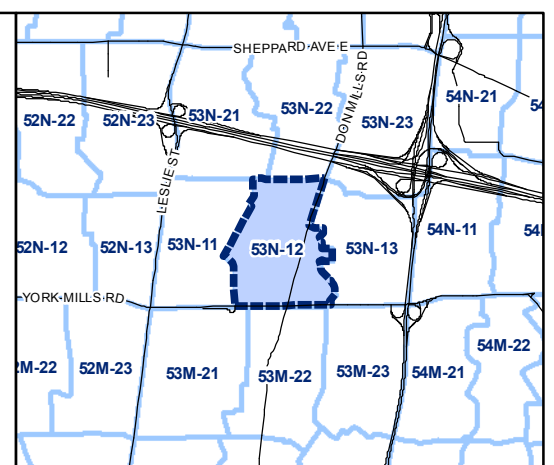 SHEPPARD AVE E
DON MILLS RD
54N-21
53N-22
54
52N-22
52N-23
53N-21
53N-23
LESLIE ST
54N-11
54
52N-12
52N-13
53N-11
53N-12
53N-13
YORK MILLS RD
54M-22
2M-22
52M-23
53M-21
53M-22
53M-23
54M-21